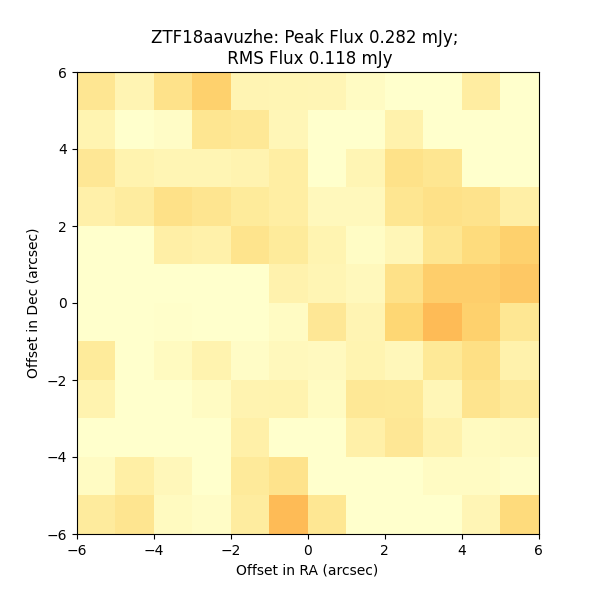 ZTF18aavuzhe: Peak Flux 0.282 mJy;
RMS Flux 0.118 mJy
6
4
2
0
−2
−4
−6
Offset in Dec (arcsec)
−6 −4 −2 0 2 4 6
Offset in RA (arcsec)